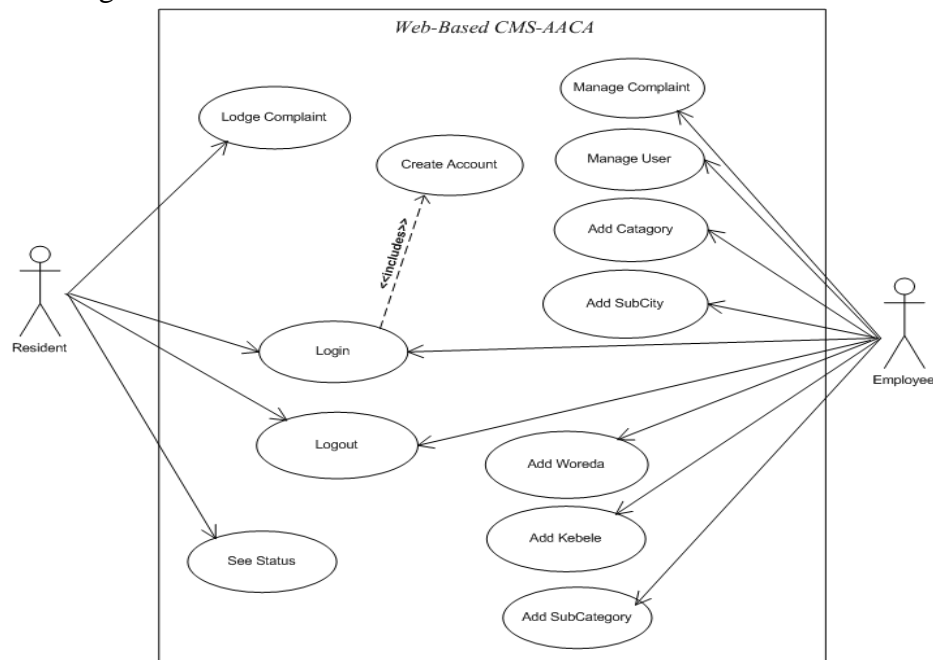 Web-Based CMS-AACA
Manage Complaint
Lodge Complaint
Create Account
Manage User
Add Catagory
<<includes>>
Add SubCity
Resident
Login
Employee
Logout
Add Woreda
Add Kebele
See Status
Add SubCategory